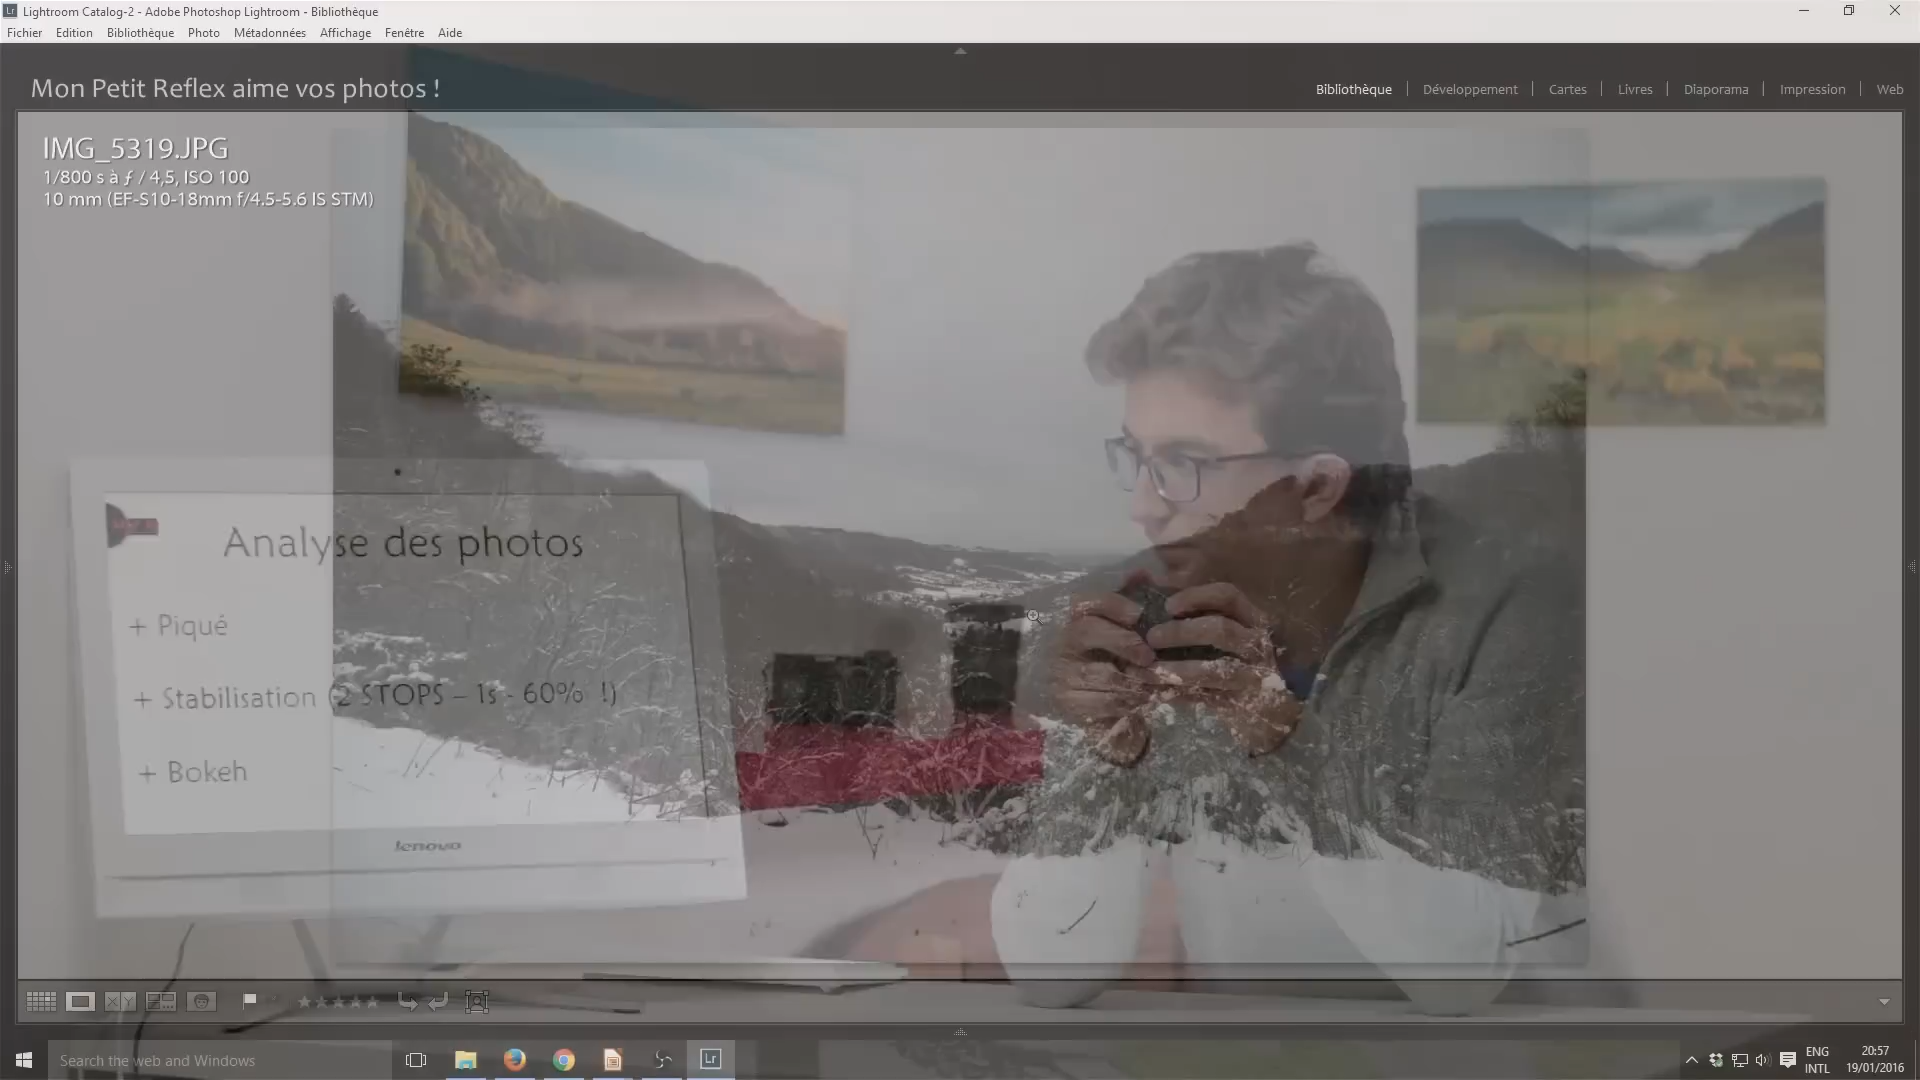 Lightroom Catalog-2 - Adobe Photoshop Lightroom - Bibliothèque
Fichier Edition Bibliothèque Photo Métadonnées Affichage Fenêtre Aide
Mon Petit Reflex aime vos photos !
Bibliothèque | Développement | Cartes | Livres | Diaporama | Impression | Web
IMG_5319.JPG
1/800 s à ƒ / 4,5, ISO 100
10 mm (EF-S10-18mm f/4.5-5.6 IS STM)
Analyse des photos
+ Piqué
+ Stabilisation (2 STOPS – 1s - 60% !)
+ Bokeh
lenovo
Search the web and Windows
Lr
ENG
INTL
20:57
19/01/2016